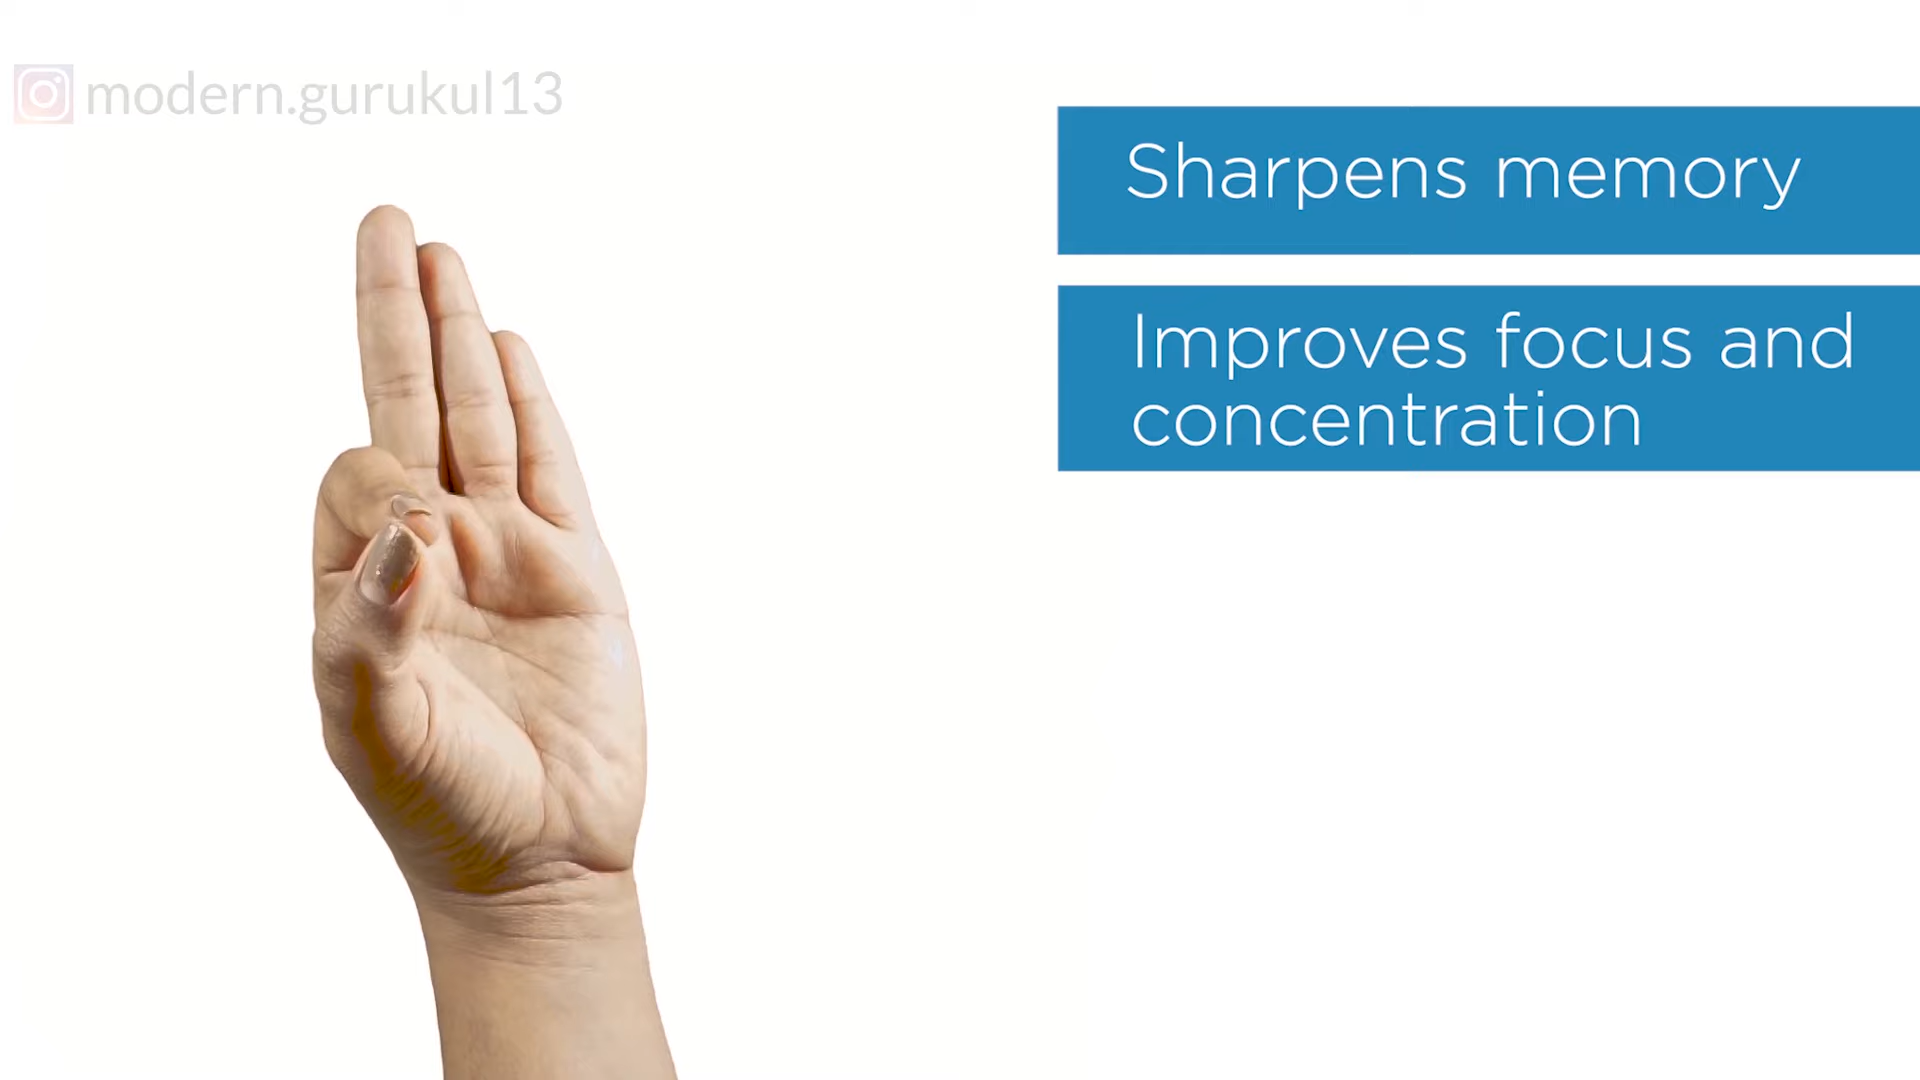 modern.gurukul13
Sharpens memory
Improves focus and
concentration